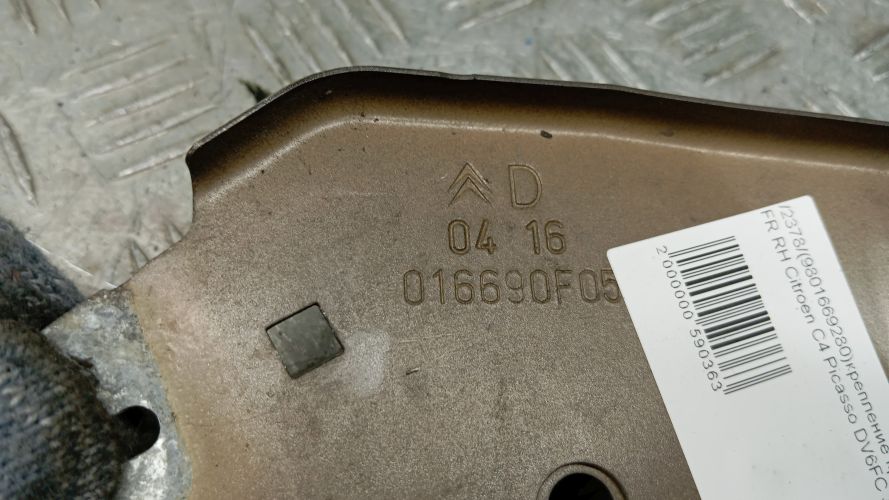 D
04 16
016690F05
/2378/(9801669280)крепление
FR RH Citroen C4 Picasso DV6FC
2 000000 590363